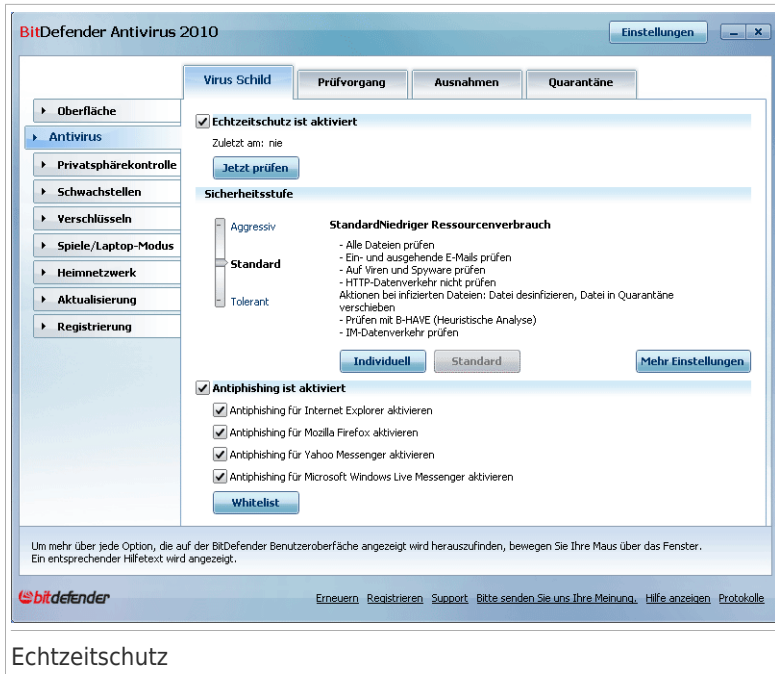 BitDefender Antivirus 2010
Einstellungen
Virus Schild
Prüfvorgang
Ausnahmen
Quarantäne
Oberfläche
Antivirus
Privatsphärekontrolle
Schwachstellen
Verschlüsseln
Spiele/Laptop-Modus
Heimnetzwerk
Aktualisierung
Registrierung
Echtzeitschutz ist aktiviert
Zuletzt am: nie
Jetzt prüfen
Sicherheitsstufe
Aggressiv
Standard
Tolerant
StandardNiedriger Ressourcenverbrauch
- Alle Dateien prüfen
- Ein- und ausgehende E-Mails prüfen
- Auf Viren und Spyware prüfen
- HTTP-Datenverkehr nicht prüfen
Aktionen bei infizierten Dateien: Datei desinfizieren, Datei in Quarantäne
verschieben
- Prüfen mit B-HAVE (Heuristische Analyse)
- IM-Datenverkehr prüfen
Individuell
Standard
Mehr Einstellungen
Antiphishing ist aktiviert
Antiphishing für Internet Explorer aktivieren
Antiphishing für Mozilla Firefox aktivieren
Antiphishing für Yahoo Messenger aktivieren
Antiphishing für Microsoft Windows Live Messenger aktivieren
Whitelist
Um mehr über jede Option, die auf der BitDefender Benutzeroberfäche angezeigt wird herauszufinden, bewegen Sie Ihre Maus über das Fenster.
Ein entsprechender Hilfetext wird angezeigt.
bitdefender
Erneuern Registrieren Support Bitte senden Sie uns Ihre Meinung. Hilfe anzeigen Protokolle
Echtzeitschutz